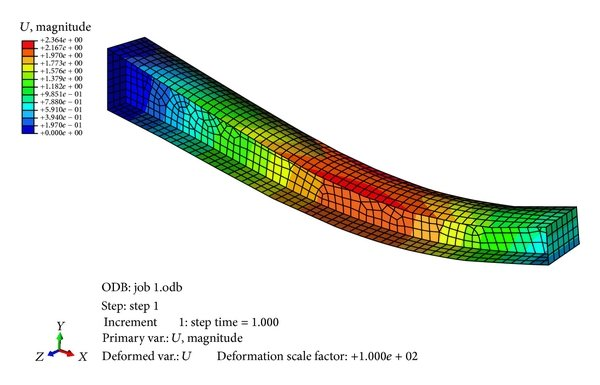 U, magnitude
+2.364e + 00
+2.167e + 00
+1.970e + 00
+1.773e + 00
+1.576e + 00
+1.379e + 00
+1.182e + 00
+9.851e − 01
+7.880e − 01
+5.910e − 01
+3.940e − 01
+1.970e − 01
+0.000e + 00
ODB: job 1.odb
Step: step 1
Increment 1: step time = 1.000
Primary var.: U, magnitude
Deformed var.: U Deformation scale factor: +1.000e + 02
Y
Z X